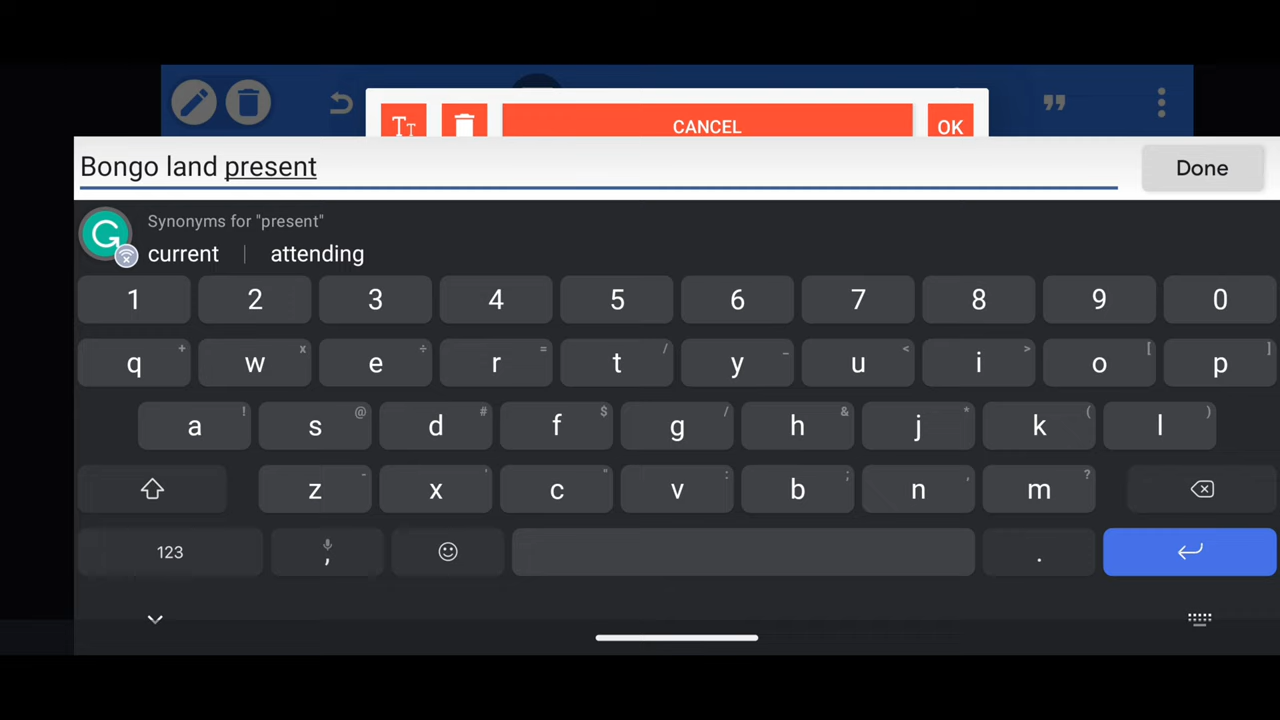 TT CANCEL OK
Bongo land present Done
Synonyms for "present"
current | attending
1 2 3 4 5 6 7 8 9 0
q + w x e ÷ r = t / y _ u < i > o [ p ]
a ! s @ d # f $ g / h & j * k ( l )
z - x ' c " v : b ; n , m ?
123 , .